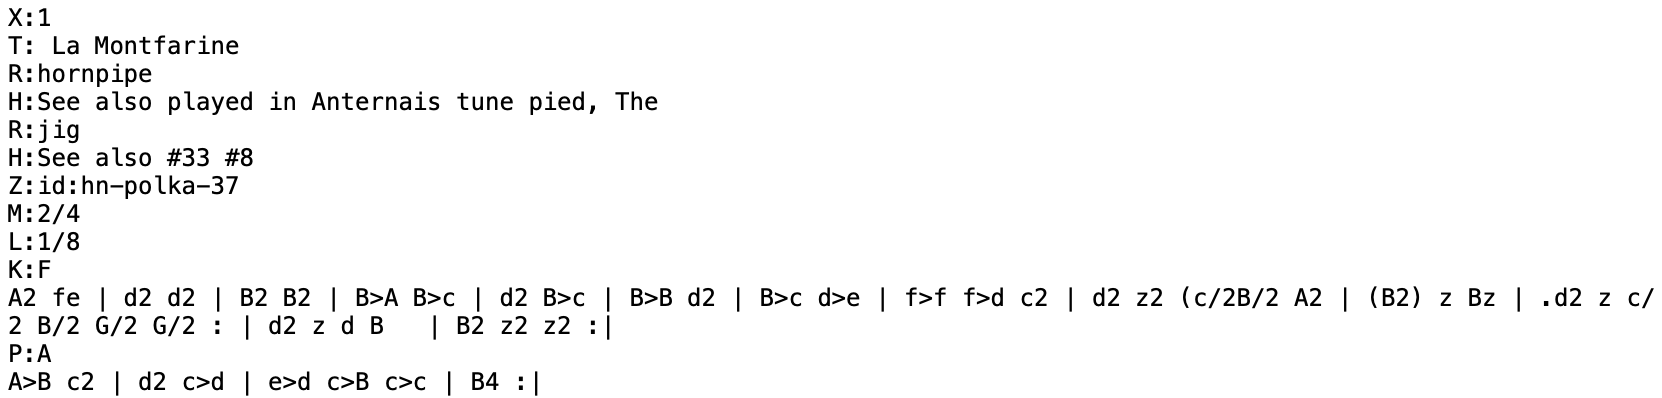 X:1
T: La Montfarine
R:hornpipe
H:See also played in Anternais tune pied, The
R:jig
H:See also #33 #8
Z:id:hn-polka-37
M:2/4
L:1/8
K:F
A2 fe | d2 d2 | B2 B2 | B>A B>c | d2 B>c | B>B d2 | B>c d>e | f>f f>d c2 | d2 z2 (c/2B/2 A2 | (B2) z Bz | .d2 z c/
2 B/2 G/2 G/2 : | d2 z d B   | B2 z2 z2 :|
P:A
A>B c2 | d2 c>d | e>d c>B c>c | B4 :|